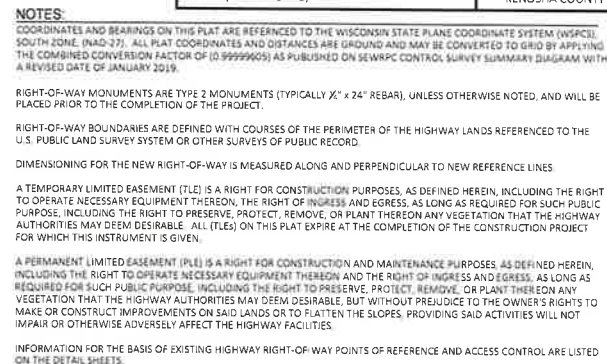 KENOSHA COUNTY
NOTES:
COORDINATES AND BEARINGS ON THIS PLAT ARE REFERNCED TO THE WISCONSIN STATE PLANE COORDINATE SYSTEM (WSPCS),
SOUTH ZONE, (NAD-27). ALL PLAT COORDINATES AND DISTANCES ARE GROUND AND MAY BE CONVERTED TO GRID BY APPLYING
THE COMBINED CONVERSION FACTOR OF (0.99999605) AS PUBLISHED ON SEWRPC CONTROL SURVEY SUMMARY DIAGRAM WITH
A REVISED DATE OF JANUARY 2019.
RIGHT-OF-WAY MONUMENTS ARE TYPE 2 MONUMENTS (TYPICALLY x 24" REBAR), UNLESS OTHERWISE NOTED, AND WILL BE
PLACED PRIOR TO THE COMPLETION OF THE PROJECT.
RIGHT-OF-WAY BOUNDARIES ARE DEFINED WITH COURSES OF THE PERIMETER OF THE HIGHWAY LANDS REFERENCED TO THE
U.S. PUBLIC LAND SURVEY SYSTEM OR OTHER SURVEYS OF PUBLIC RECORD.
DIMENSIONING FOR THE NEW RIGHT-OF-WAY IS MEASURED ALONG AND PERPENDICULAR TO NEW REFERENCE LINES.
A TEMPORARY LIMITED EASEMENT (TLE) IS A RIGHT FOR CONSTRUCTION PURPOSES, AS DEFINED HEREIN, INCLUDING THE RIGHT
TO OPERATE NECESSARY EQUIPMENT THEREON, THE RIGHT OF INGRESS AND EGRESS, AS LONG AS REQUIRED FOR SUCH PUBLIC
PURPOSE, INCLUDING THE RIGHT TO PRESERVE, PROTECT, REMOVE, OR PLANT THEREON ANY VEGETATION THAT THE HIGHWAY
AUTHORITIES MAY DEEM DESIRABLE. ALL (TLEs) ON THIS PLAT EXPIRE AT THE COMPLETION OF THE CONSTRUCTION PROJECT
FOR WHICH THIS INSTRUMENT IS GIVEN.
A PERMANENT LIMITED EASEMENT (PLE) IS A RIGHT FOR CONSTRUCTION AND MAINTENANCE PURPOSES, AS DEFINED HEREIN,
INCLUDING THE RIGHT TO OPERATE NECESSARY EQUIPMENT THEREON AND THE RIGHT OF INGRESS AND EGRESS, AS LONG AS
REQUIRED FOR SUCH PUBLIC PURPOSE, INCLUDING THE RIGHT TO PRESERVE, PROTECT, REMOVE, OR PLANT THEREON ANY
VEGETATION THAT THE HIGHWAY AUTHORITIES MAY DEEM DESIRABLE, BUT WITHOUT PREJUDICE TO THE OWNER'S RIGHTS TO
MAKE OR CONSTRUCT IMPROVEMENTS ON SAID LANDS OR TO FLATTEN THE SLOPES, PROVIDING SAID ACTIVITIES WILL NOT
IMPAIR OR OTHERWISE ADVERSELY AFFECT THE HIGHWAY FACILITIES.
INFORMATION FOR THE BASIS OF EXISTING HIGHWAY RIGHT-OF-WAY POINTS OF REFERENCE AND ACCESS CONTROL ARE LISTED
ON THE DETAIL SHEETS.